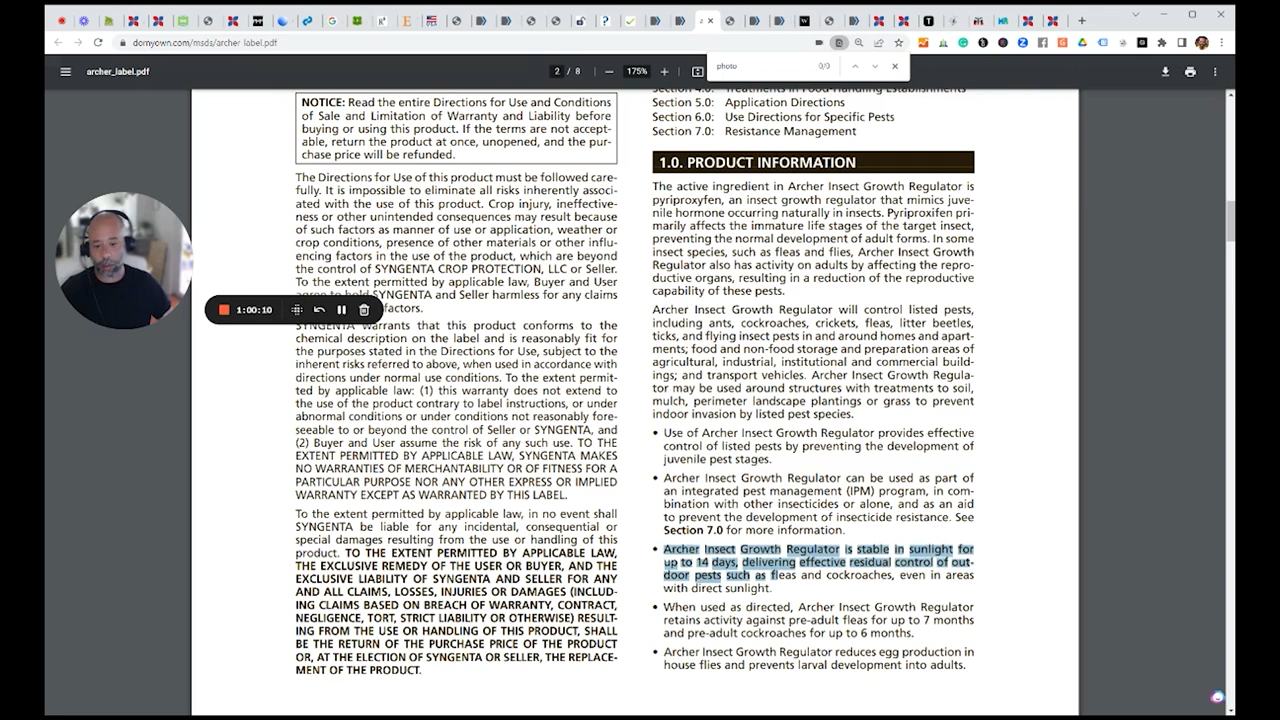 domyown.com/msds/archer label.pdf
photo
0/0
archer_label.pdf
2 / 8
175%
Section 5.0: Application Directions
Section 6.0: Use Directions for Specific Pests
Section 7.0: Resistance Management
NOTICE: Read the entire Directions for Use and Conditions
of Sale and Limitation of Warranty and Liability before
buying or using this product. If the terms are not accept-
able, return the product at once, unopened, and the pur-
chase price will be refunded.
The Directions for Use of this product must be followed care-
fully. It is impossible to eliminate all risks inherently associ-
ated with the use of this product. Crop injury, ineffective-
ness or other unintended consequences may result because
of such factors as manner of use or application, weather or
crop conditions, presence of other materials or other influ-
encing factors in the use of the product, which are beyond
the control of SYNGENTA CROP PROTECTION, LLC or Seller.
To the extent permitted by applicable law, Buyer and User
agree to hold SYNGENTA and Seller harmless for any claims
factors.
1:00:10
SYNGENTA warrants that this product conforms to the
chemical description on the label and is reasonably fit for
the purposes stated in the Directions for Use, subject to the
inherent risks referred to above, when used in accordance with
directions under normal use conditions. To the extent permit-
ted by applicable law: (1) this warranty does not extend to
the use of the product contrary to label instructions, or under
abnormal conditions or under conditions not reasonably fore-
seeable to or beyond the control of Seller or SYNGENTA, and
(2) Buyer and User assume the risk of any such use. TO THE
EXTENT PERMITTED BY APPLICABLE LAW, SYNGENTA MAKES
NO WARRANTIES OF MERCHANTABILITY OR OF FITNESS FOR A
PARTICULAR PURPOSE NOR ANY OTHER EXPRESS OR IMPLIED
WARRANTY EXCEPT AS WARRANTED BY THIS LABEL.
To the extent permitted by applicable law, in no event shall
SYNGENTA be liable for any incidental, consequential or
special damages resulting from the use or handling of this
product. TO THE EXTENT PERMITTED BY APPLICABLE LAW,
THE EXCLUSIVE REMEDY OF THE USER OR BUYER, AND THE
EXCLUSIVE LIABILITY OF SYNGENTA AND SELLER FOR ANY
AND ALL CLAIMS, LOSSES, INJURIES OR DAMAGES (INCLUD-
ING CLAIMS BASED ON BREACH OF WARRANTY, CONTRACT,
NEGLIGENCE, TORT, STRICT LIABILITY OR OTHERWISE) RESULT-
ING FROM THE USE OR HANDLING OF THIS PRODUCT, SHALL
BE THE RETURN OF THE PURCHASE PRICE OF THE PRODUCT
OR, AT THE ELECTION OF SYNGENTA OR SELLER, THE REPLACE-
MENT OF THE PRODUCT.
1.0. PRODUCT INFORMATION
The active ingredient in Archer Insect Growth Regulator is
pyriproxyfen, an insect growth regulator that mimics juve-
nile hormone occurring naturally in insects. Pyriproxifen pri-
marily affects the immature life stages of the target insect,
preventing the normal development of adult forms. In some
insect species, such as fleas and flies, Archer Insect Growth
Regulator also has activity on adults by affecting the repro-
ductive organs, resulting in a reduction of the reproductive
capability of these pests.
Archer Insect Growth Regulator will control listed pests,
including ants, cockroaches, crickets, fleas, litter beetles,
ticks, and flying insect pests in and around homes and apart-
ments; food and non-food storage and preparation areas of
agricultural, industrial, institutional and commercial build-
ings; and transport vehicles. Archer Insect Growth Regula-
tor may be used around structures with treatments to soil,
mulch, perimeter landscape plantings or grass to prevent
indoor invasion by listed pest species.
• Use of Archer Insect Growth Regulator provides effective
control of listed pests by preventing the development of
juvenile pest stages.
• Archer Insect Growth Regulator can be used as part of
an integrated pest management (IPM) program, in com-
bination with other insecticides or alone, and as an aid
to prevent the development of insecticide resistance. See
Section 7.0 for more information.
• Archer Insect Growth Regulator is stable in sunlight for
up to 14 days, delivering effective residual control of out-
door pests such as fleas and cockroaches, even in areas
with direct sunlight.
• When used as directed, Archer Insect Growth Regulator
retains activity against pre-adult fleas for up to 7 months
and pre-adult cockroaches for up to 6 months.
• Archer Insect Growth Regulator reduces egg production in
house flies and prevents larval development into adults.